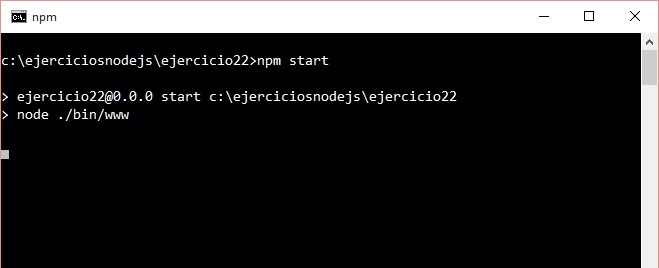 npm
c:\ejerciciosnodejs\ejercicio22>npm start
> ejercicio22@0.0.0 start c:\ejerciciosnodejs\ejercicio22
> node ./bin/www